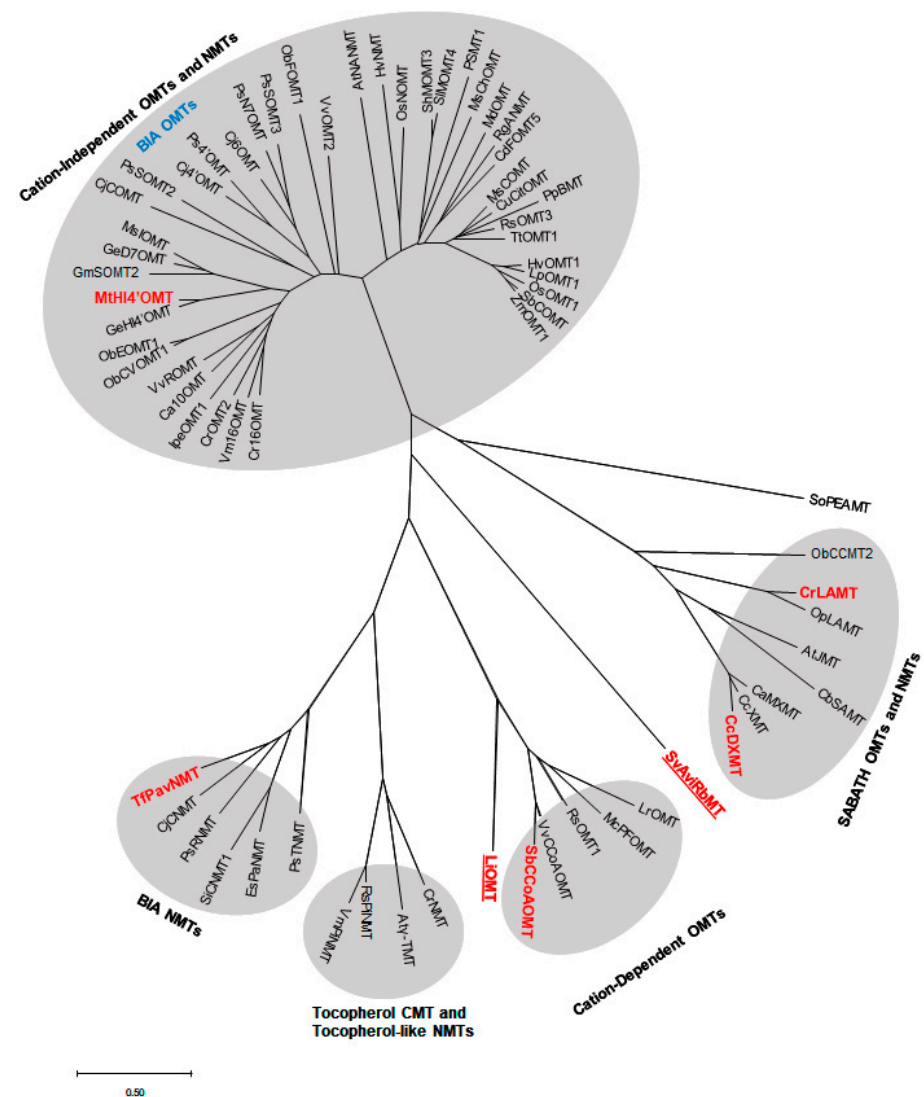 Cation-Independent OMTs and NMTs
BIA OMTs
CjCOMT
PsSOMT2
Cj4'OMT
Ps4'OMT
Cj6OMT
PsN7OMT
PsSOMT3
ObFOMT1
VvOMT2
AtNANMT
HvNMT
OsNOMT
ShMOMT3
SlMOMT4
PSMT1
MsChOMT
MdOMT
RgANMT
CdFOMT5
MsCOMT
CuCitOMT
PpBMT
RsOMT3
TtOMT1
HvOMT1
LpOMT1
OsOMT1
SbCOMT
ZmOMT1
MsIOMT
GeD7OMT
GmSOMT2
MtHI4'OMT
GeHI4'OMT
ObEOMT1
ObCVOMT1
VvROMT
Ca10OMT
IpeOMT1
CrOMT2
Vm16OMT
Cr16OMT
SoPEAMT
ObCCMT2
CrLAMT
OpLAMT
AtJMT
CbSAMT
CaMXMT
CcXMT
CcDXMT
SABATH OMTs and NMTs
SvAviRbMT
LrOMT
McPFOMT
RsOMT1
VvCCoAOMT
SbCCoAOMT
LiOMT
Cation-Dependent OMTs
CrNMT
Atγ-TMT
RsPiNMT
VmPiNMT
Tocopherol CMT and
Tocopherol-like NMTs
PsTNMT
EsPaNMT
SiCNMT1
PsRNMT
CjCNMT
TfPavNMT
BIA NMTs
0.50